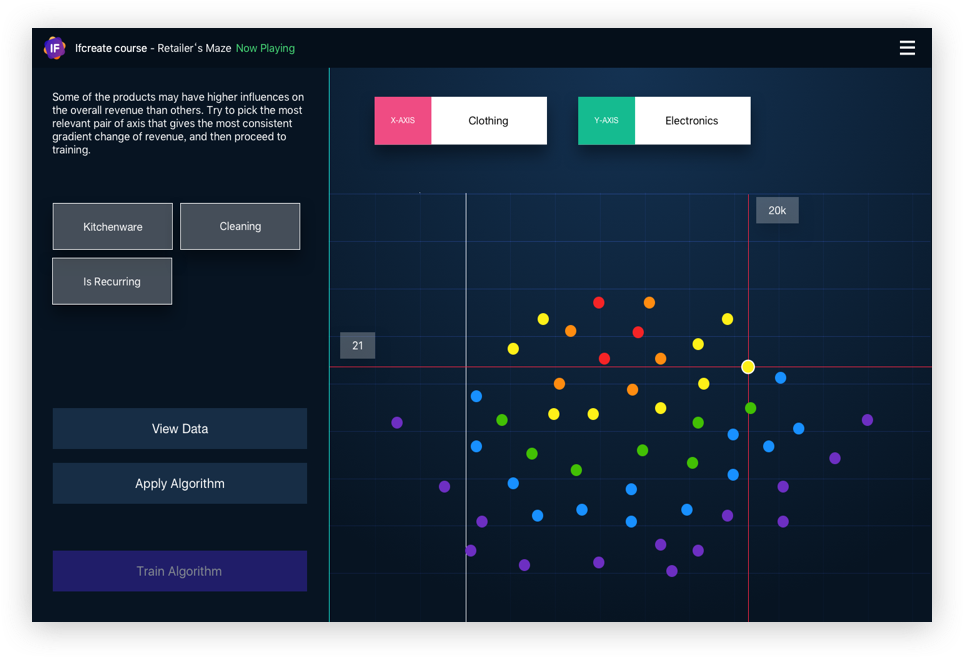 IF
Ifcreate course - Retailer's Maze Now Playing
Some of the products may have higher influences on
the overall revenue than others. Try to pick the most
relevant pair of axis that gives the most consistent
gradient change of revenue, and then proceed to
training.
Kitchenware
Cleaning
Is Recurring
View Data
Apply Algorithm
Train Algorithm
X-AXIS
Clothing
Y-AXIS
Electronics
20k
21